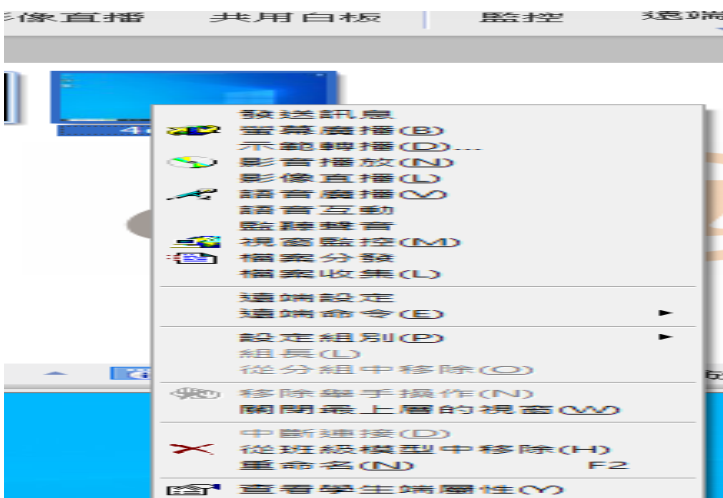 影像直播 共用白板 監控 遠端
4
發送訊息
螢幕廣播(B)
示範轉播(D)...
影音播放(N)
影像直播(L)
語音廣播(V)
語音互動
監聽聲音
視窗監控(M)
檔案分發
檔案收集(L)
遠端設定
遠端命令(E)
設定組別(P)
組長(L)
從分組中移除(O)
移除舉手操作(N)
關閉最上層的視窗(W)
中斷連接(D)
從班級模型中移除(H)
重命名(N) F2
查看學生端屬性(Y)